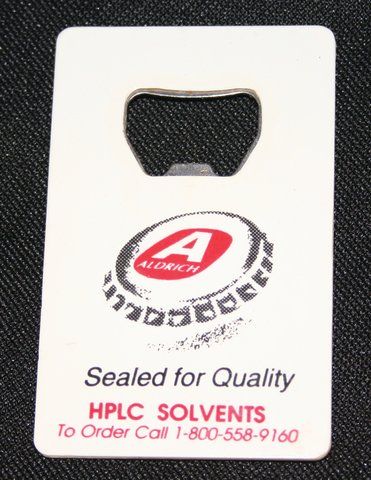 A
ALDRICH
Sealed for Quality
HPLC SOLVENTS
To Order Call 1-800-558-9160